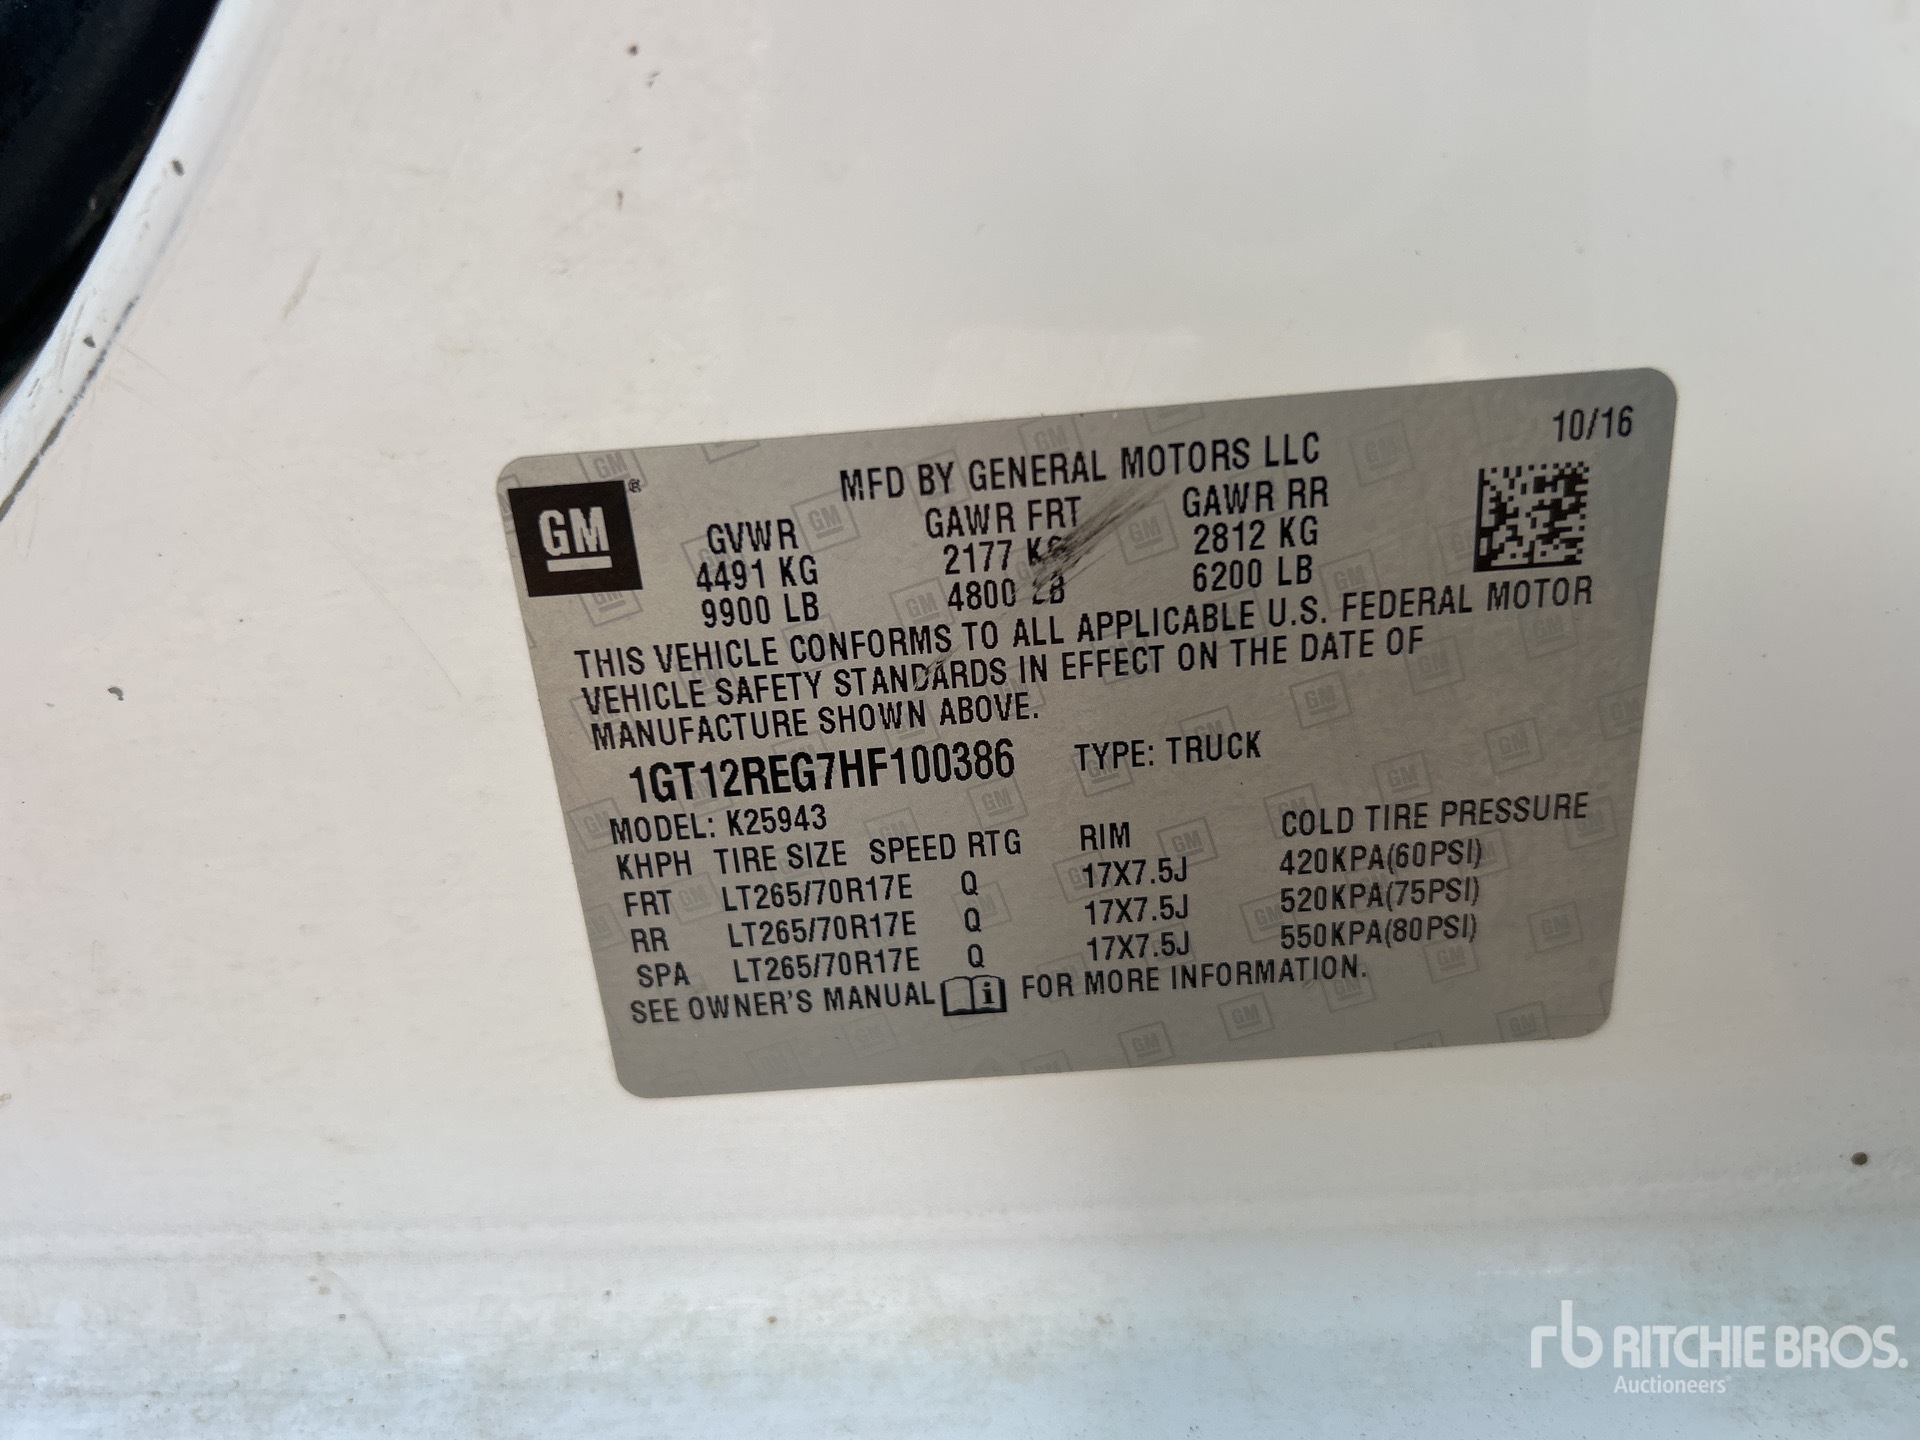 10/16
MFD BY GENERAL MOTORS LLC
GM®
GVWR GAWR FRT GAWR RR
4491 KG 2177 KG 2812 KG
9900 LB 4800 LB 6200 LB
THIS VEHICLE CONFORMS TO ALL APPLICABLE U.S. FEDERAL MOTOR
VEHICLE SAFETY STANDARDS IN EFFECT ON THE DATE OF
MANUFACTURE SHOWN ABOVE.
1GT12REG7HF100386 TYPE: TRUCK
MODEL: K25943
KHPH TIRE SIZE SPEED RTG RIM COLD TIRE PRESSURE
FRT LT265/70R17E Q 17X7.5J 420KPA(60PSI)
RR LT265/70R17E Q 17X7.5J 520KPA(75PSI)
SPA LT265/70R17E Q 17X7.5J 550KPA(80PSI)
SEE OWNER'S MANUAL i FOR MORE INFORMATION.
rb RITCHIE BROS.
Auctioneers